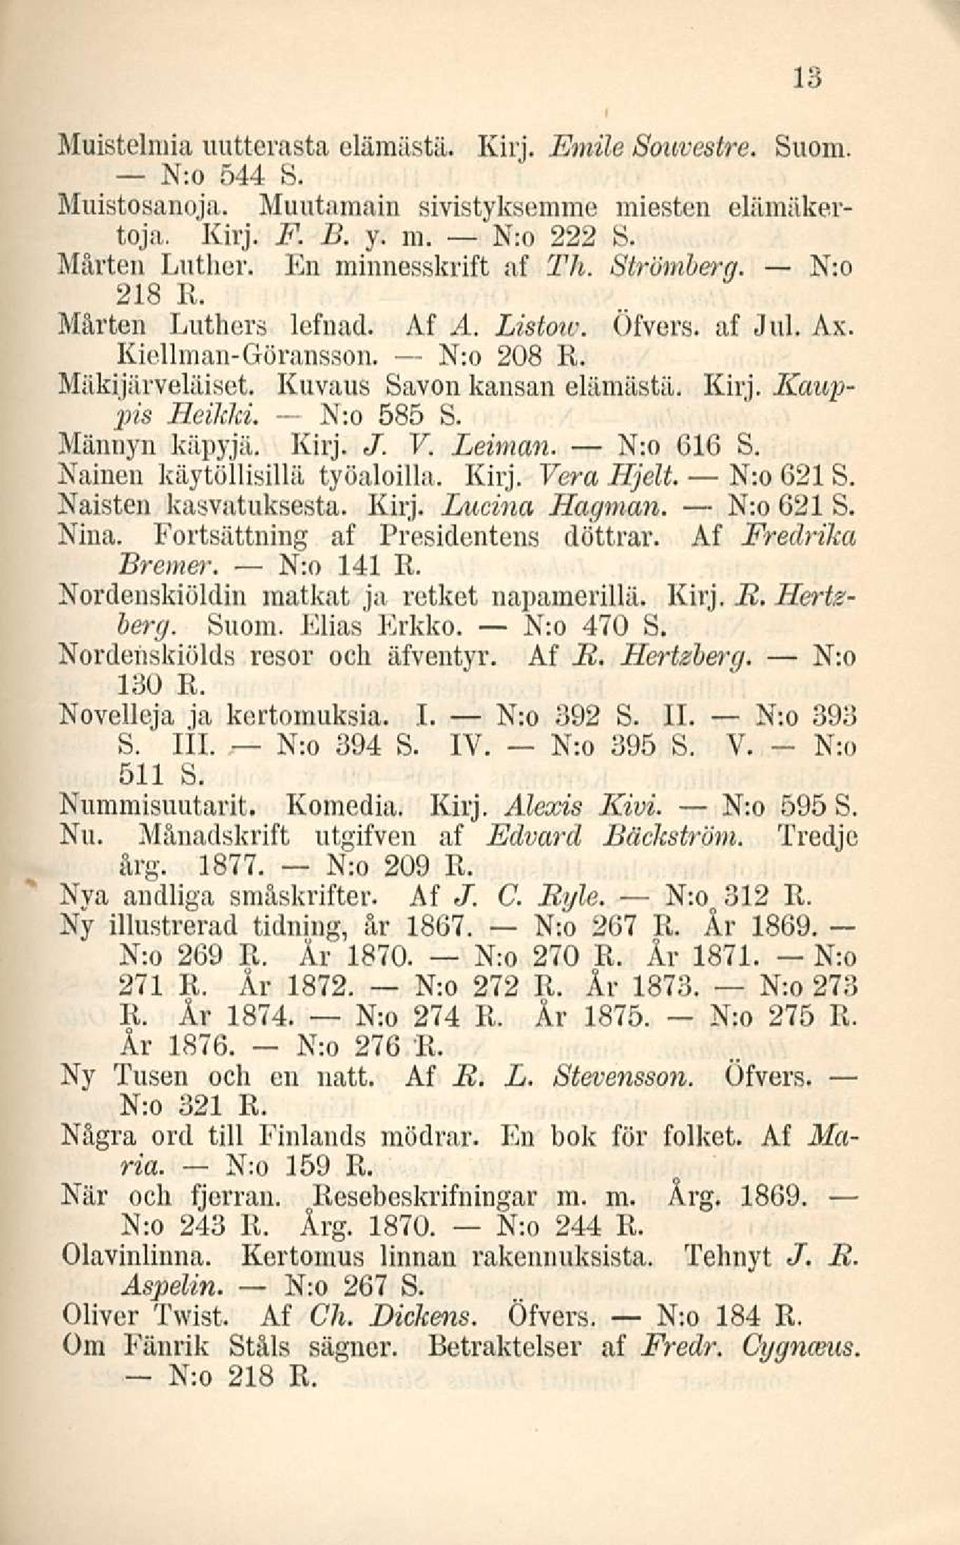 13
Muistelmia uutterasta elämästä. Kirj. Emile Souvestre. Suom.
— N:o 544 S.
Muistosanoja. Muutamain sivistyksemme miesten elämäker-
toja. Kirj. F. B. y. m. — N:o 222 S.
Mårten Luther. En minnesskrift af Th. Strömberg. — N:o
218 R.
Mårten Luthers lefnad. Af A. Listow. Öfvers. af Jul. Ax.
Kiellman-Göransson. — N:o 208 R.
Mäkijärveläiset. Kuvaus Savon kansan elämästä. Kirj. Kaup-
pis Heikki. — N:o 585 S.
Männyn käpyjä. Kirj. J. V. Leiman. — N:o 616 S.
Nainen käytöllisillä työaloilla. Kirj. Vera Hjelt. — N:o 621 S.
Naisten kasvatuksesta. Kirj. Lucina Hagman. — N:o 621 S.
Nina. Fortsättning af Presidentens döttrar. Af Fredrika
Bremer. — N:o 141 R.
Nordenskiöldin matkat ja retket napamerillä. Kirj. R. Hertz-
berg. Suom. Elias Erkko. — N:o 470 S.
Nordenskiölds resor och äfventyr. Af R. Hertzberg. — N:o
130 R.
Novelleja ja kertomuksia. I. — N:o 392 S. II. — N:o 393
S. III. — N:o 394 S. IV. — N:o 395 S. V. — N:o
511 S.
Nummisuutarit. Komedia. Kirj. Alexis Kivi. — N:o 595 S.
Nu. Månadskrift utgifven af Edvard Bäckström. Tredje
årg. 1877. — N:o 209 R.
Nya andliga småskrifter. Af J. C. Ryle. — N:o 312 R.
Ny illustrerad tidning, år 1867. — N:o 267 R. År 1869. —
N:o 269 R. År 1870. — N:o 270 R. År 1871. — N:o
271 R. År 1872. — N:o 272 R. År 1873. — N:o 273
R. År 1874. — N:o 274 R. År 1875. — N:o 275 R.
År 1876. — N:o 276 R.
Ny Tusen och en natt. Af R. L. Stevensson. Öfvers. —
N:o 321 R.
Några ord till Finlands mödrar. En bok för folket. Af Ma-
ria. — N:o 159 R.
När och fjerran. Resebeskrifningar m. m. Årg. 1869. —
N:o 243 R. Årg. 1870. — N:o 244 R.
Olavinlinna. Kertomus linnan rakennuksista. Tehnyt J. R.
Aspelin. — N:o 267 S.
Oliver Twist. Af Ch. Dickens. Öfvers. — N:o 184 R.
Om Fänrik Ståls sägner. Betraktelser af Fredr. Cygnæus.
— N:o 218 R.